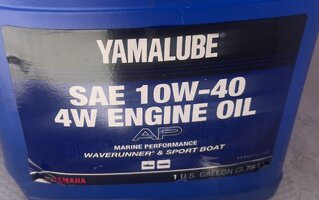 YAMALUBE®
SAE 10W-40
4W ENGINE OIL
AP
MARINE PERFORMANCE
WAVERUNNER® & SPORT BOAT
YAMAHA
1 U.S. GALLON (3.78 L)